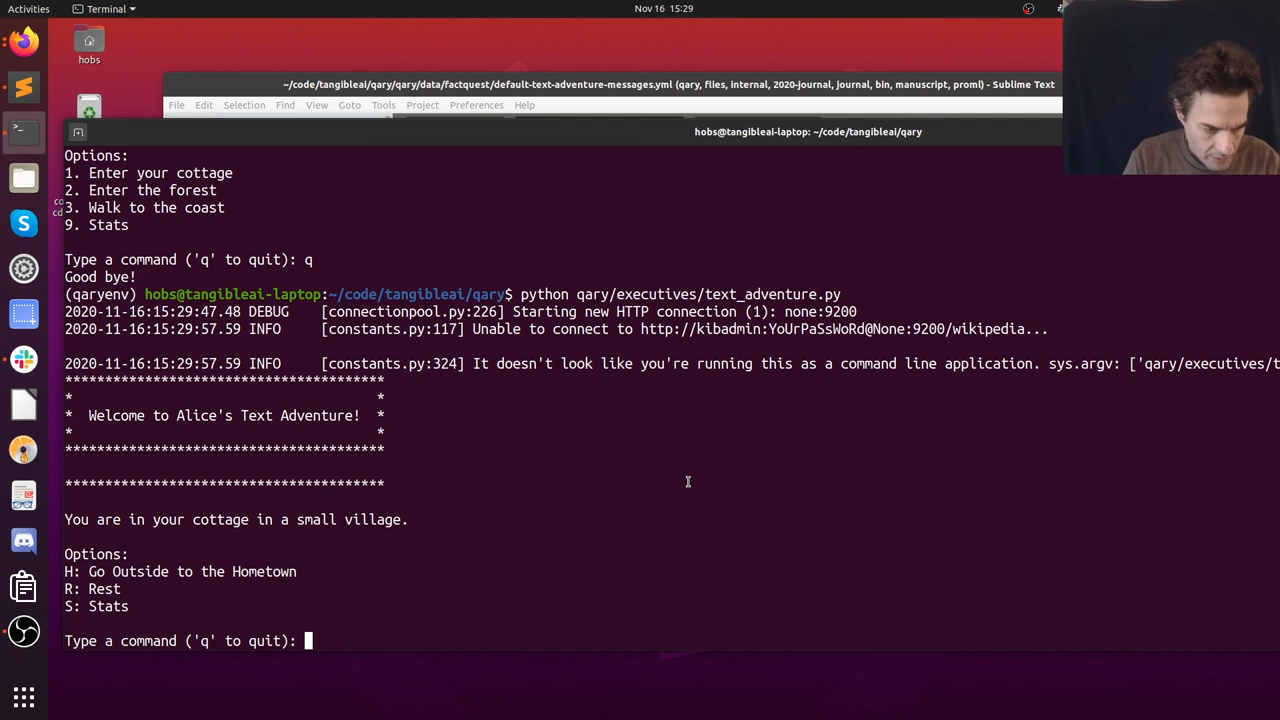 Activities
Terminal
Nov 16 15:29
hobs
~/code/tangibleai/qary/qary/data/factquest/default-text-adventure-messages.yml (qary, flies, internal, 2020-journal, journal, bin, manuscript, proml) - Sublime Text
File Edit Selection Find View Goto Tools Project Preferences Help
hobs@tangibleai-laptop: ~/code/tangibleai/qary
Options:
1. Enter your cottage
2. Enter the forest
3. Walk to the coast
9. Stats
Type a command ('q' to quit): q
Good bye!
(qaryenv) hobs@tangibleai-laptop:~/code/tangibleai/qary$ python qary/executives/text_adventure.py
2020-11-16:15:29:47.48 DEBUG [connectionpool.py:226] Starting new HTTP connection (1): none:9200
2020-11-16:15:29:57.59 INFO [constants.py:117] Unable to connect to http://kibadmin:YoUrPaSsWoRd@None:9200/wikipedia...
2020-11-16:15:29:57.59 INFO [constants.py:324] It doesn't look like you're running this as a command line application. sys.argv: ['qary/executives/t
****************************************
* *
* Welcome to Alice's Text Adventure! *
* *
****************************************
****************************************
You are in your cottage in a small village.
Options:
H: Go Outside to the Hometown
R: Rest
S: Stats
Type a command ('q' to quit):